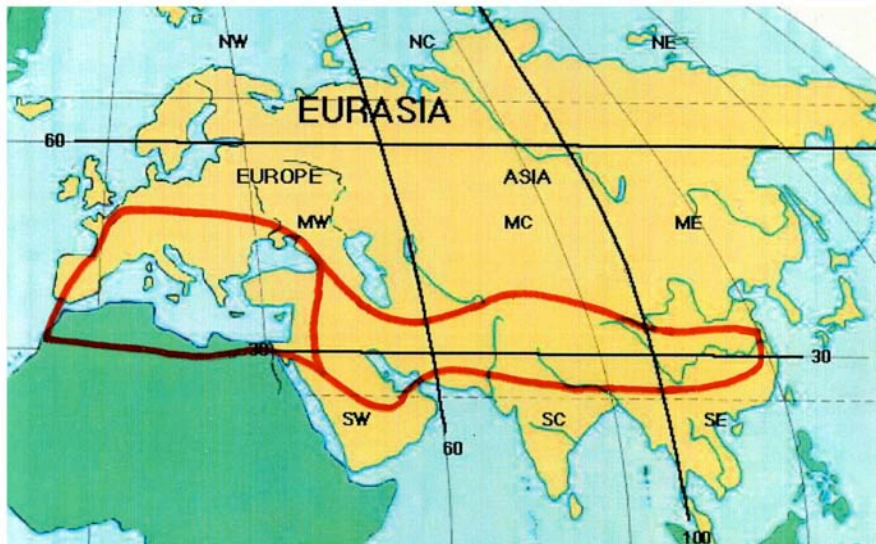 NW NC NE
EURASIA
60
EUROPE ASIA
MW MC ME
30 30
SW SC SE
60
100